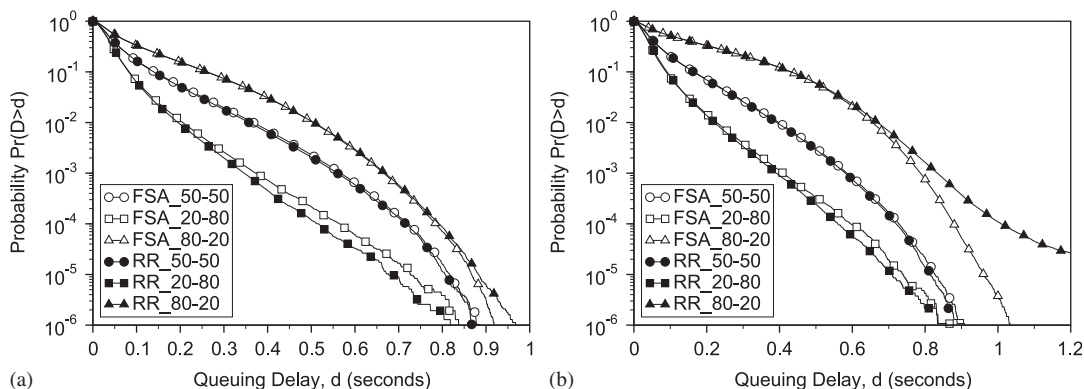 10^0
10^-1
10^-2
10^-3
10^-4
10^-5
10^-6
Probability Pr(D>d)
FSA_50-50
FSA_20-80
FSA_80-20
RR_50-50
RR_20-80
RR_80-20
0 0.1 0.2 0.3 0.4 0.5 0.6 0.7 0.8 0.9 1
Queuing Delay, d (seconds)
(a)
10^0
10^-1
10^-2
10^-3
10^-4
10^-5
10^-6
Probability Pr(D>d)
FSA_50-50
FSA_20-80
FSA_80-20
RR_50-50
RR_20-80
RR_80-20
0 0.2 0.4 0.6 0.8 1 1.2
Queuing Delay, d (seconds)
(b)